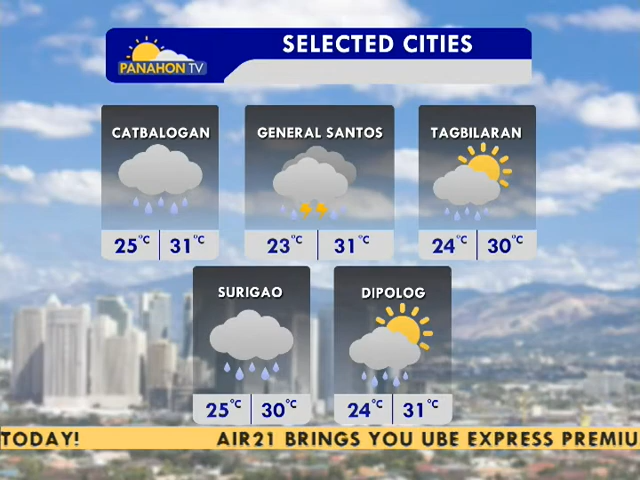 SELECTED CITIES
PANAHON TV
CATBALOGAN
25°C 31°C
GENERAL SANTOS
23°C 31°C
TAGBILARAN
24°C 30°C
SURIGAO
25°C 30°C
DIPOLOG
24°C 31°C
TODAY! AIR21 BRINGS YOU UBE EXPRESS PREMIU